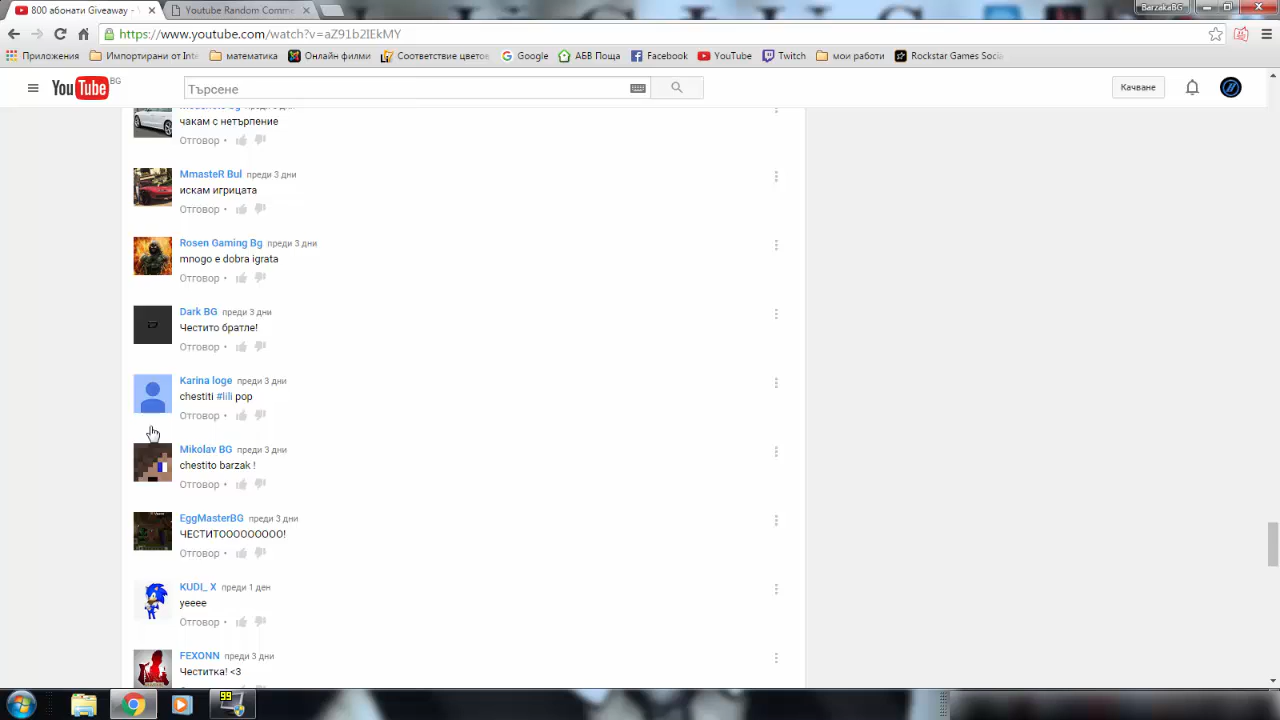 800 абонати Giveaway -
Youtube Random Comme
BarzakaBG
https://www.youtube.com/watch?v=aZ91b2IEkMY
Приложения
Импортирани от Inte
математика
Онлайн филми
Съответствие цветов
Google
АБВ Поща
Facebook
YouTube
Twitch
мои работи
Rockstar Games Soci
YouTube BG
Търсене
Качване
чакам с нетърпение
Отговор •
MmasteR Bul преди 3 дни
искам игрицата
Отговор •
Rosen Gaming Bg преди 3 дни
mnogo e dobra igrata
Отговор •
Dark BG преди 3 дни
Честито братле!
Отговор •
Karina loge преди 3 дни
chestiti #lili pop
Отговор •
Mikolav BG преди 3 дни
chestito barzak !
Отговор •
EggMasterBG преди 3 дни
ЧЕСТИТООООООООО!
Отговор •
KUDI_ X преди 1 ден
yeeee
Отговор •
FEXONN преди 3 дни
Честитка! <3
99